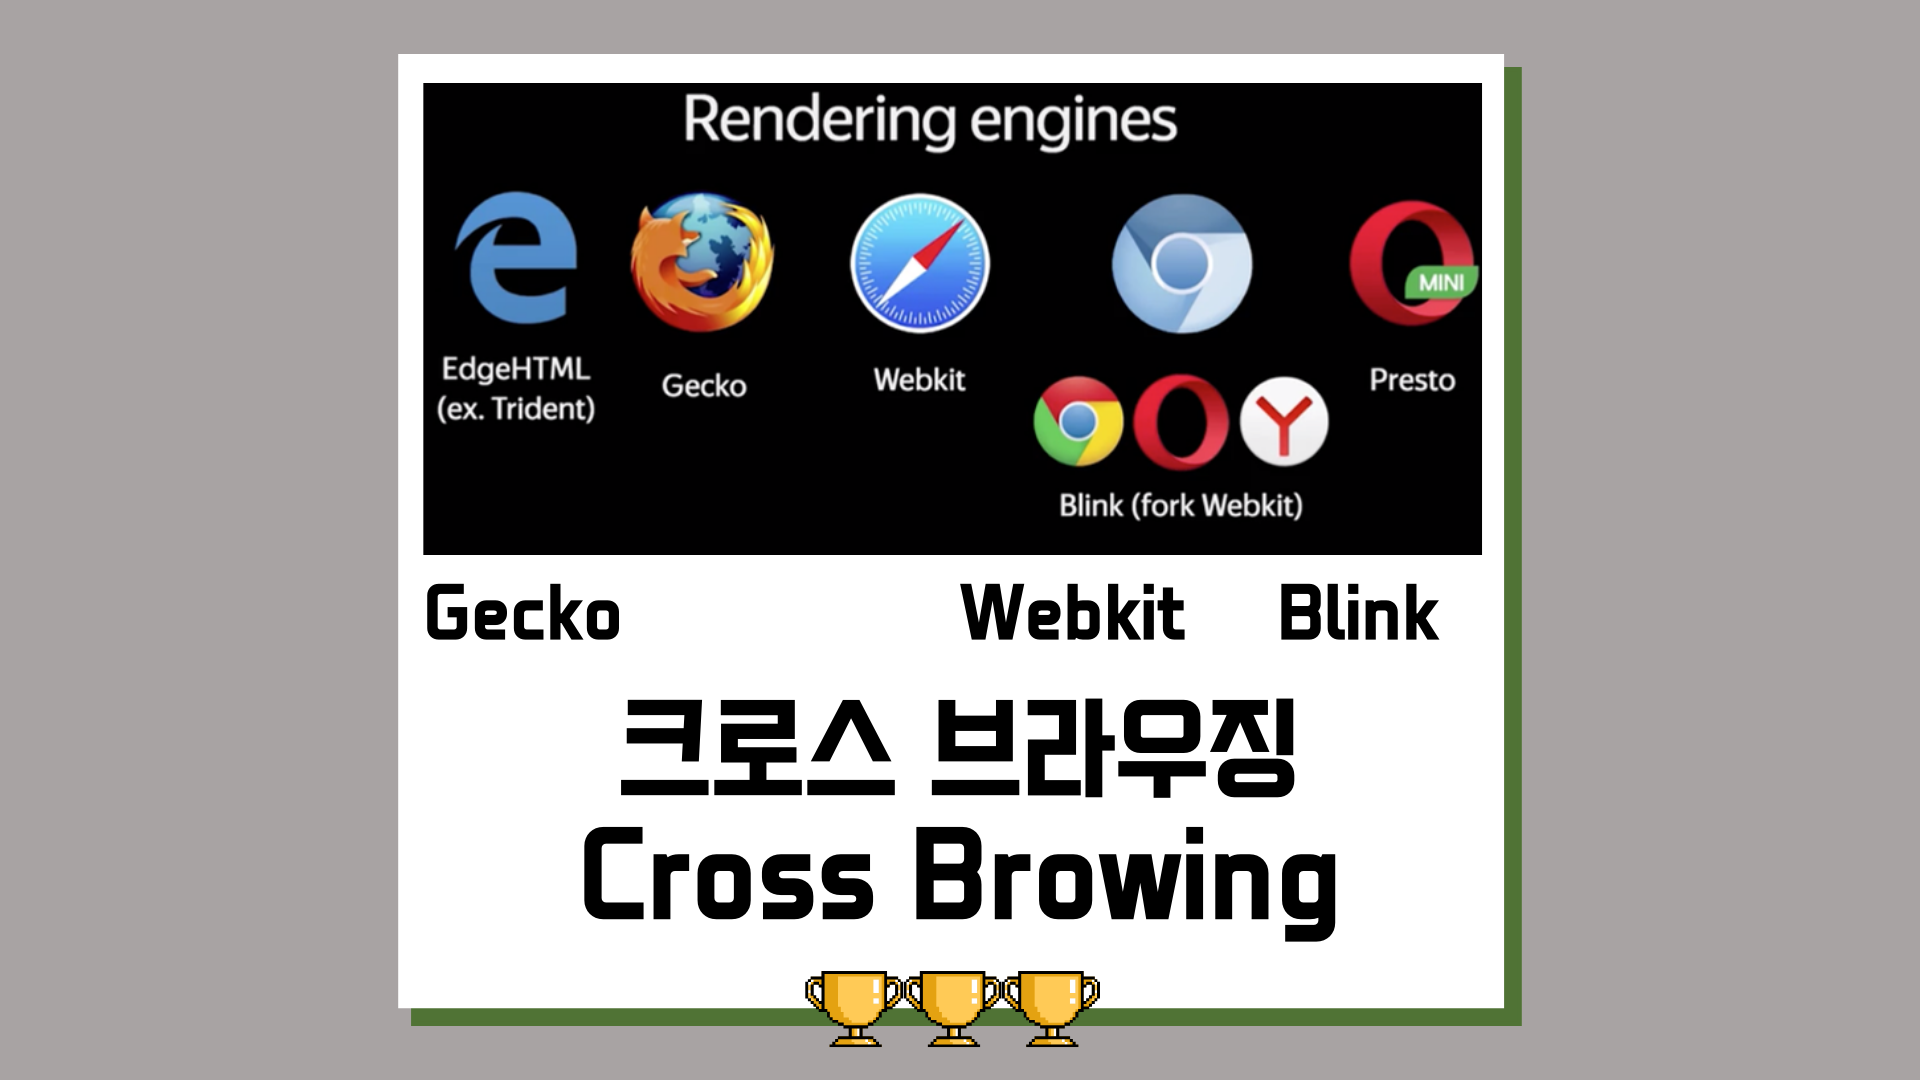 Rendering engines
EdgeHTML
(ex. Trident)
Gecko
Webkit
Blink (fork Webkit)
MINI
Presto
Gecko Webkit Blink
크로스 브라우징
Cross Browing